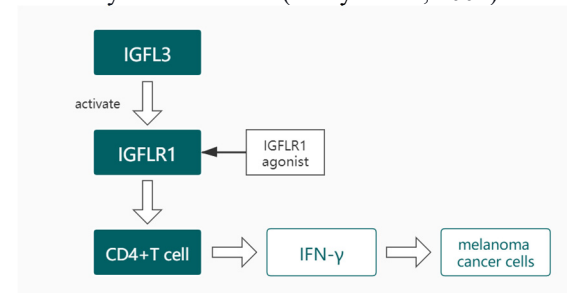 IGFL3
activate
IGFLR1
IGFLR1
agonist
CD4+T cell
IFN-γ
melanoma
cancer cells